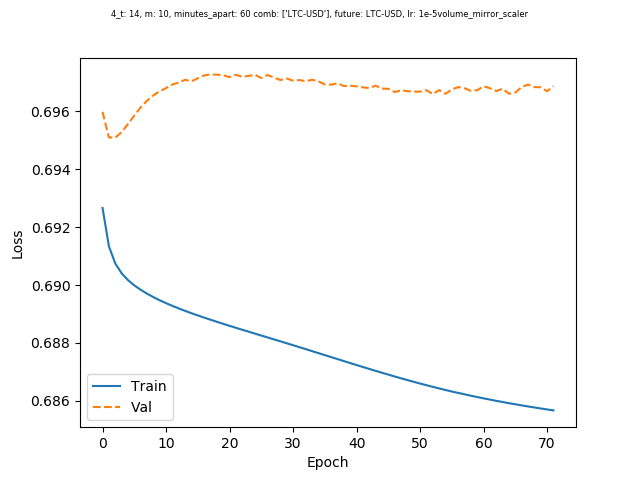 4_t: 14, m: 10, minutes_apart: 60 comb: ['LTC-USD'], future: LTC-USD, lr: 1e-5volume_mirror_scaler
0.696
0.694
0.692
0.690
0.688
0.686
Loss
Train
Val
0 10 20 30 40 50 60 70
Epoch